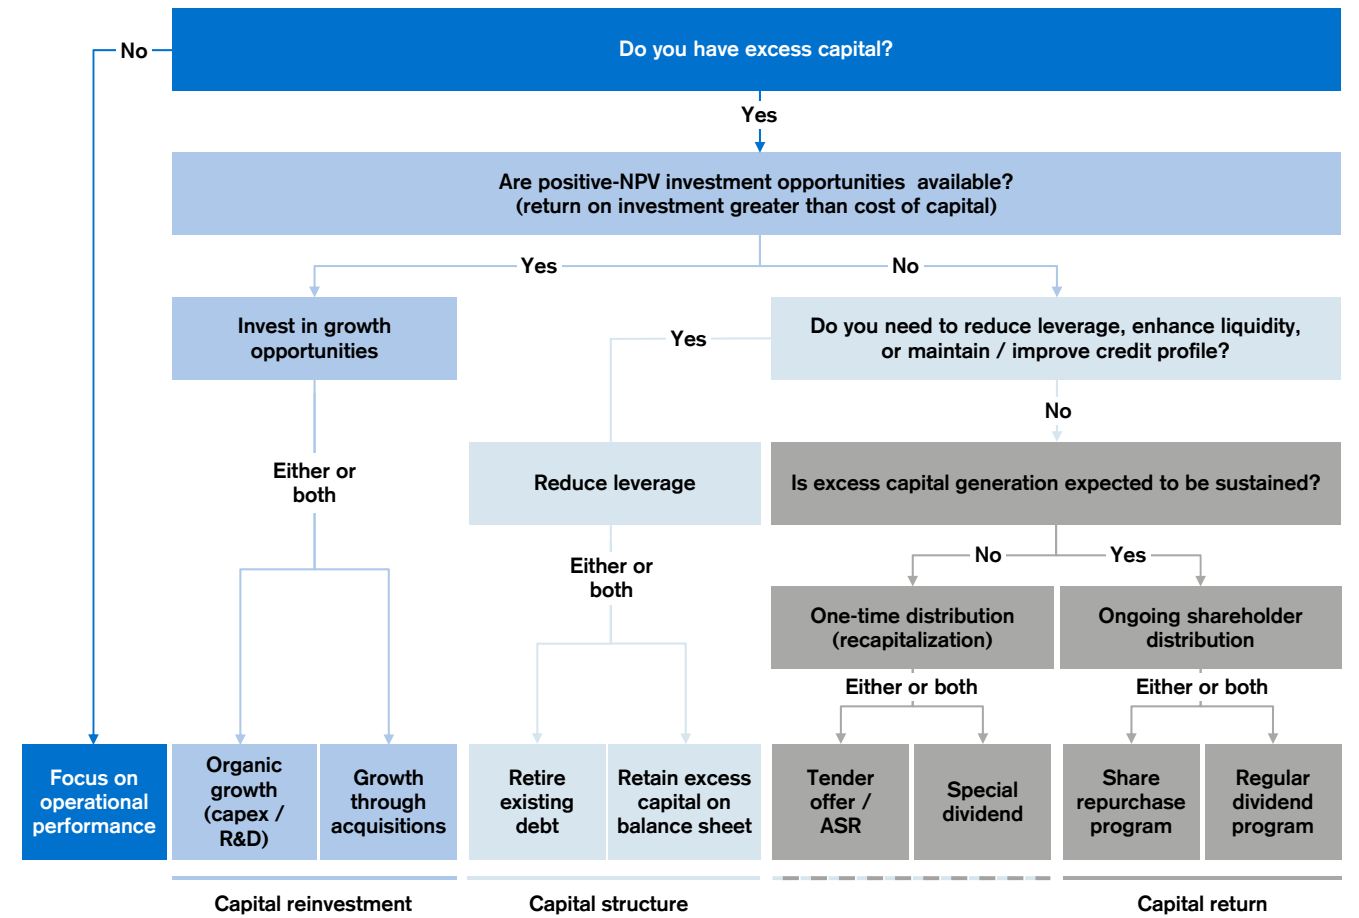 Do you have excess capital?
No
Yes
Are positive-NPV investment opportunities available?
(return on investment greater than cost of capital)
Yes
No
Invest in growth
opportunities
Do you need to reduce leverage, enhance liquidity,
or maintain / improve credit profile?
Yes
No
Either or
both
Reduce leverage
Is excess capital generation expected to be sustained?
Either or
both
No
Yes
One-time distribution
(recapitalization)
Ongoing shareholder
distribution
Either or both
Either or both
Focus on
operational
performance
Organic
growth
(capex /
R&D)
Growth
through
acquisitions
Retire
existing
debt
Retain excess
capital on
balance sheet
Tender
offer /
ASR
Special
dividend
Share
repurchase
program
Regular
dividend
program
Capital reinvestment
Capital structure
Capital return